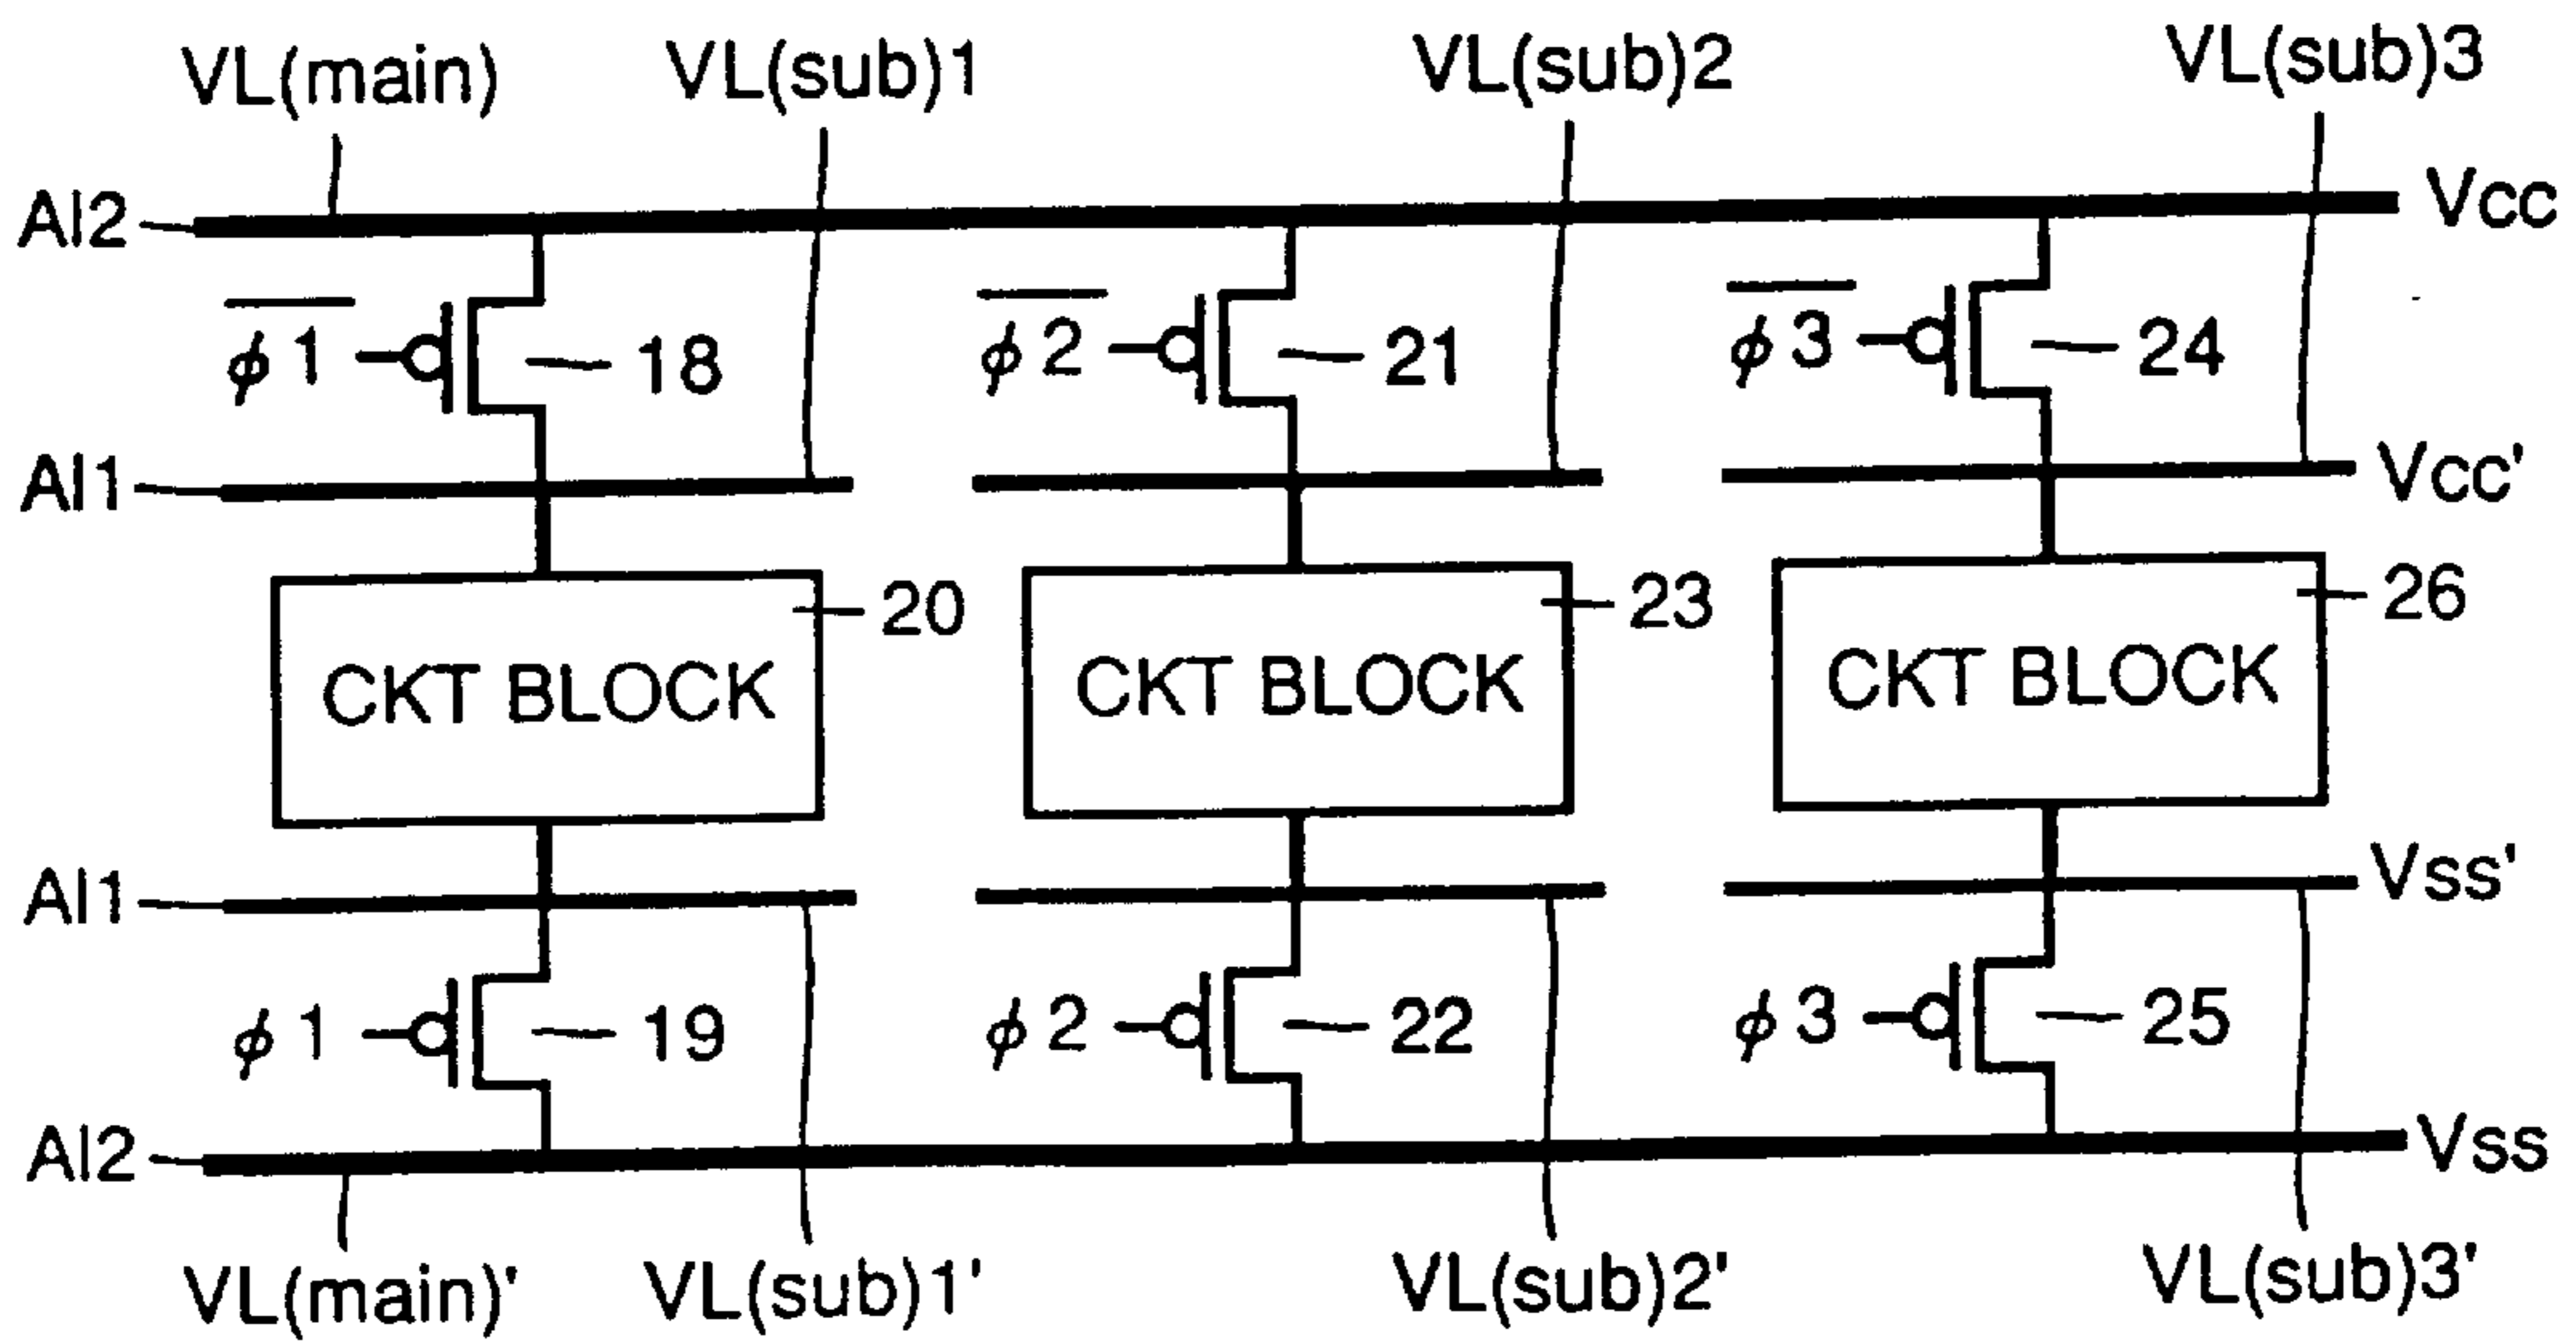 VL(main) VL(sub)1 VL(sub)2 VL(sub)3
Al2 Vcc
φ1 18 φ2 21 φ3 24
Al1 Vcc'
20 23 26
CKT BLOCK CKT BLOCK CKT BLOCK
Al1 Vss'
φ1 19 φ2 22 φ3 25
Al2 Vss
VL(main)' VL(sub)1' VL(sub)2' VL(sub)3'